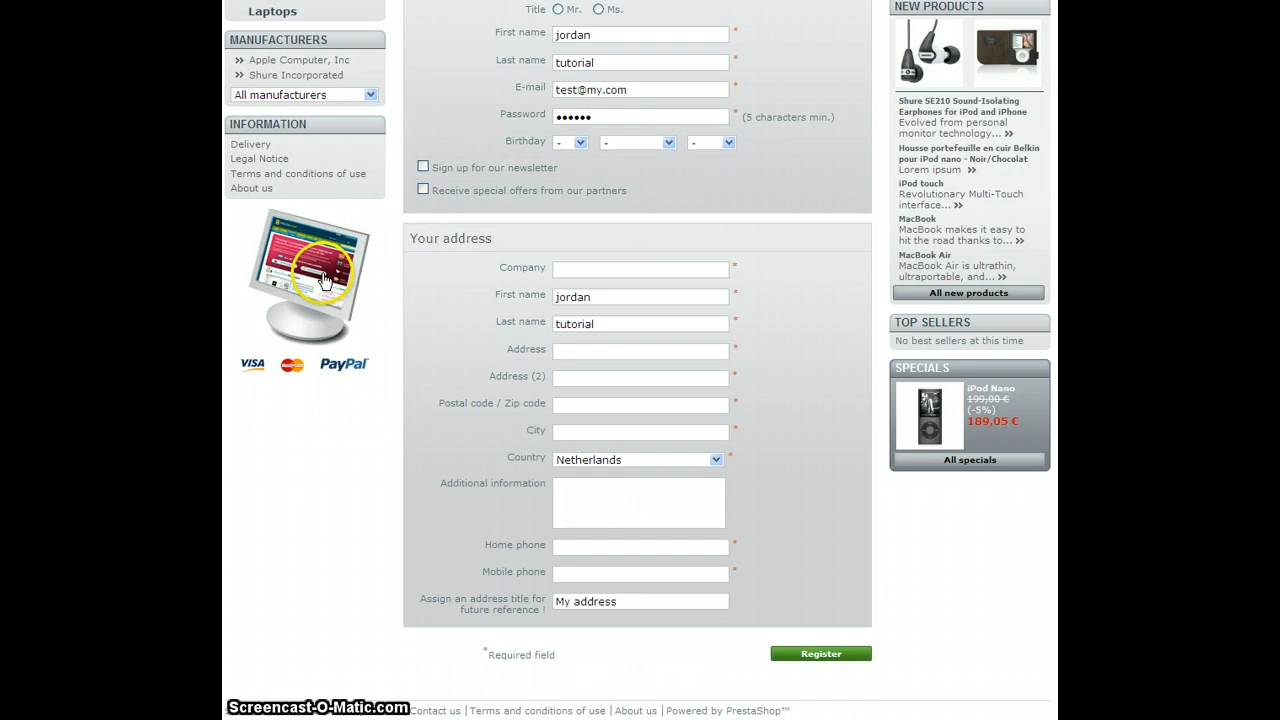 Laptops
MANUFACTURERS
Apple Computer, Inc
Shure Incorporated
All manufacturers
INFORMATION
Delivery
Legal Notice
Terms and conditions of use
About us
VISA MasterCard PayPal
Title Mr. Ms.
First name jordan *
Last name tutorial *
E-mail test@my.com *
Password •••••• * (5 characters min.)
Birthday - - -
Sign up for our newsletter
Receive special offers from our partners
Your address
Company *
First name jordan *
Last name tutorial *
Address *
Address (2) *
Postal code / Zip code *
City *
Country Netherlands *
Additional information
Home phone *
Mobile phone *
Assign an address title for
future reference ! My address
*Required field
Register
NEW PRODUCTS
Shure SE210 Sound-Isolating
Earphones for iPod and iPhone
Evolved from personal
monitor technology...
Housse portefeuille en cuir Belkin
pour iPod nano - Noir/Chocolat
Lorem ipsum
iPod touch
Revolutionary Multi-Touch
interface...
MacBook
MacBook makes it easy to
hit the road thanks to...
MacBook Air
MacBook Air is ultrathin,
ultraportable, and...
All new products
TOP SELLERS
No best sellers at this time
SPECIALS
iPod Nano
199,00 €
(-5%)
189,05 €
All specials
Screencast-O-Matic.com
Contact us | Terms and conditions of use | About us | Powered by PrestaShop™